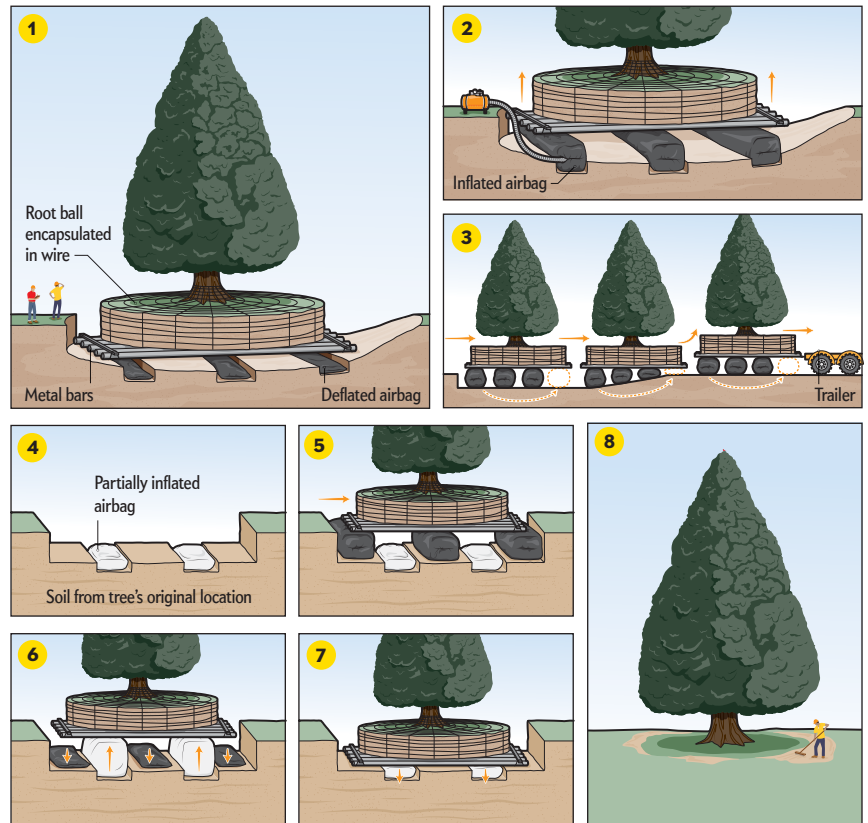 1
Root ball
encapsulated
in wire
Metal bars
Deflated airbag
2
Inflated airbag
3
Trailer
4
Partially inflated
airbag
Soil from tree’s original location
5
6
7
8